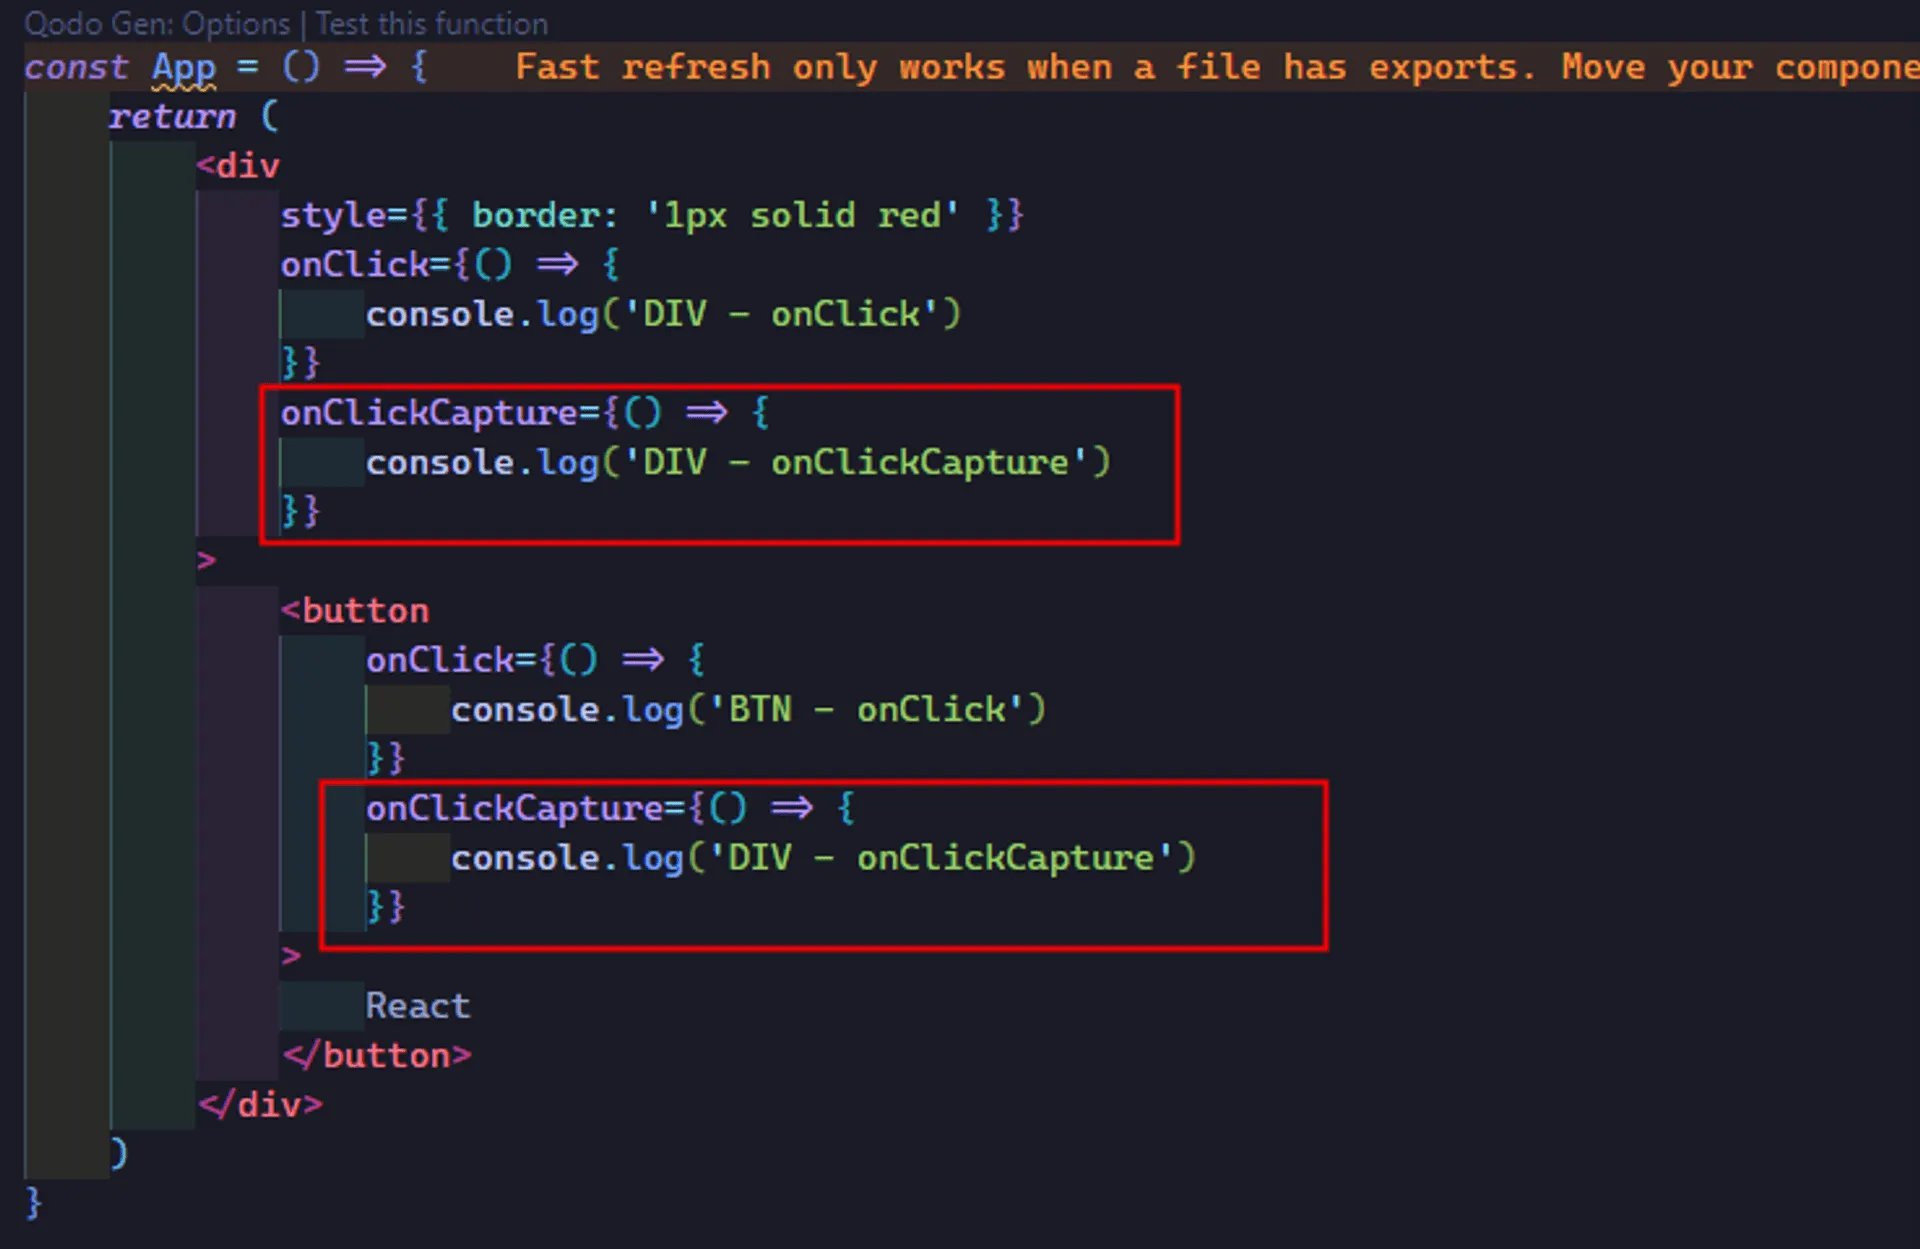 Qodo Gen: Options | Test this function
const App = () => {    Fast refresh only works when a file has exports. Move your compone
    return (
        <div
            style={{ border: '1px solid red' }}
            onClick={() => {
                console.log('DIV - onClick')
            }}
            onClickCapture={() => {
                console.log('DIV - onClickCapture')
            }}
        >
            <button
                onClick={() => {
                    console.log('BTN - onClick')
                }}
                onClickCapture={() => {
                    console.log('DIV - onClickCapture')
                }}
            >
                React
            </button>
        </div>
    )
}